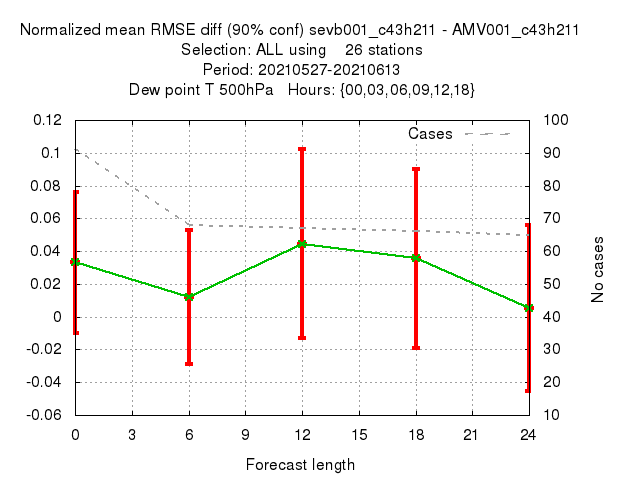 Normalized mean RMSE diff (90% conf) sevb001_c43h211 - AMV001_c43h211
Selection: ALL using    26 stations
Period: 20210527-20210613
Dew point T 500hPa   Hours: {00,03,06,09,12,18}
0.12
0.1
0.08
0.06
0.04
0.02
0
-0.02
-0.04
-0.06
Cases
100
90
80
70
60
50
40
30
20
10
No cases
0 3 6 9 12 15 18 21 24
Forecast length